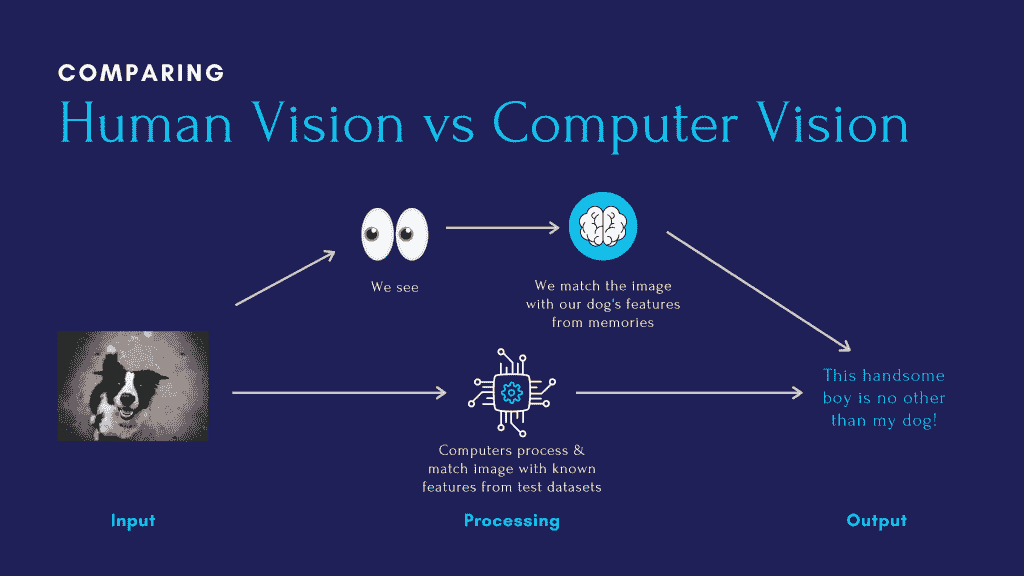 COMPARING
Human Vision vs Computer Vision
We see
We match the image
with our dog's features
from memories
This handsome
boy is no other
than my dog!
Computers process &
match image with known
features from test datasets
Input
Processing
Output